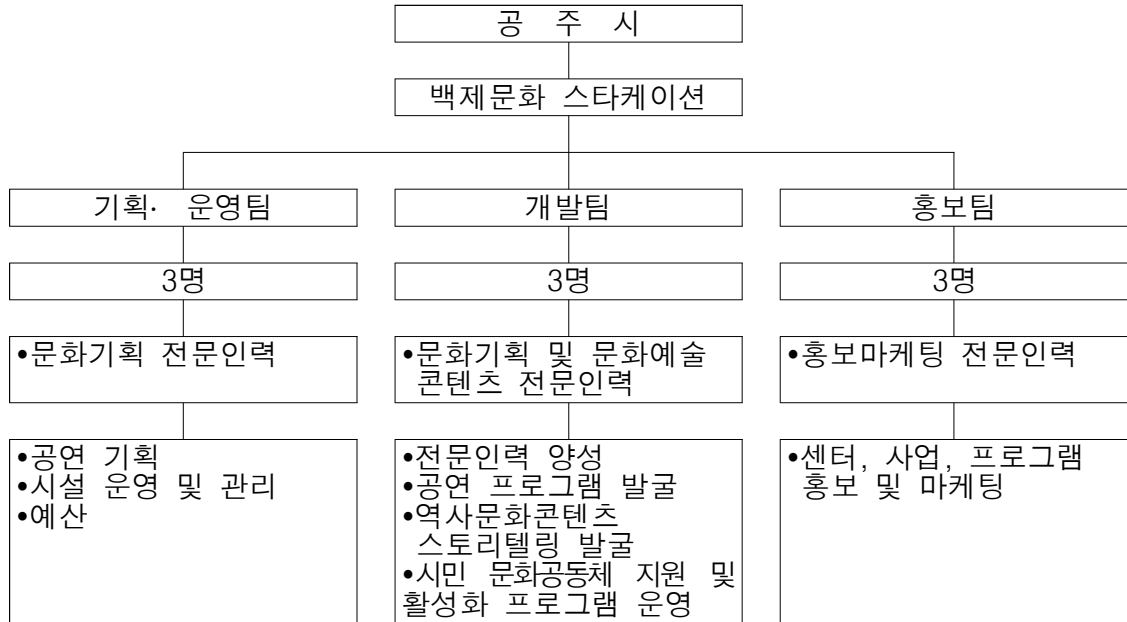 공 주 시
백제문화 스타케이션
기획· 운영팀
개발팀
홍보팀
3명
3명
3명
•문화기획 전문인력
•문화기획 및 문화예술
콘텐츠 전문인력
•홍보마케팅 전문인력
•공연 기획
•시설 운영 및 관리
•예산
•전문인력 양성
•공연 프로그램 발굴
•역사문화콘텐츠
스토리텔링 발굴
•시민 문화공동체 지원 및
활성화 프로그램 운영
•센터, 사업, 프로그램
홍보 및 마케팅